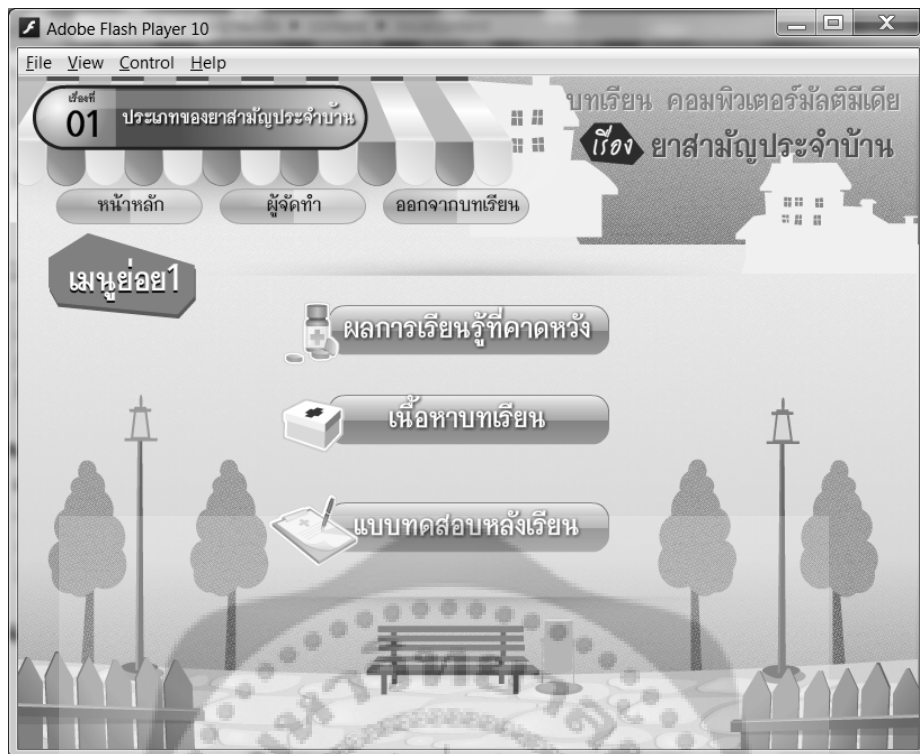 Adobe Flash Player 10
File View Control Help
เรื่องที่
01 ประเภทของยาสามัญประจำบ้าน
บทเรียน คอมพิวเตอร์มัลติมีเดีย
เรื่อง ยาสามัญประจำบ้าน
หน้าหลัก ผู้จัดทำ ออกจากบทเรียน
เมนูย่อย1
ผลการเรียนรู้ที่คาดหวัง
เนื้อหาบทเรียน
แบบทดสอบหลังเรียน